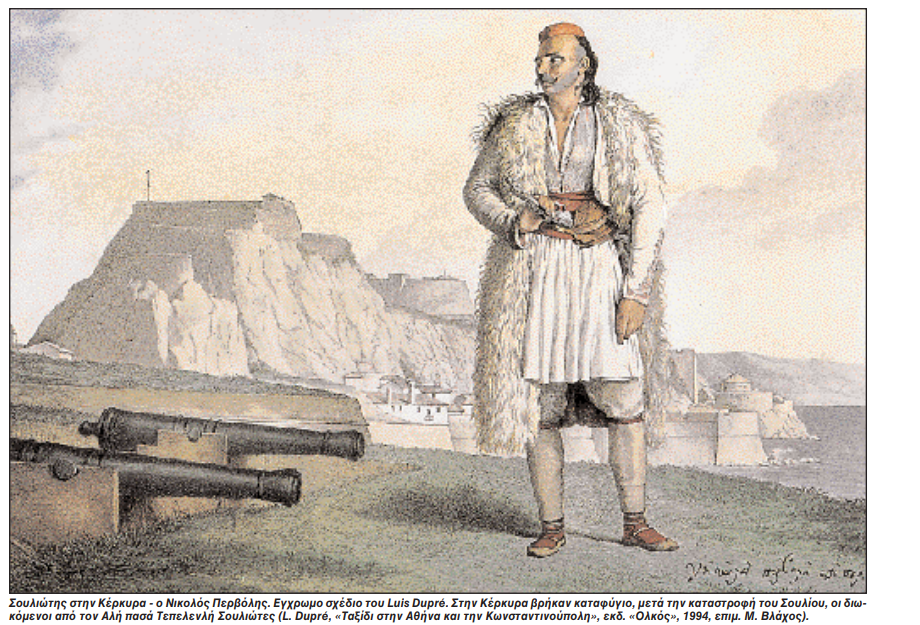 Σουλιώτης στην Κέρκυρα - ο Νικολός Περβόλης. Εγχρωμο σχέδιο του Luis Dupré. Στην Κέρκυρα βρήκαν καταφύγιο, μετά την καταστροφή του Σουλίου, οι διω-
κόμενοι από τον Αλή πασά Τεπελενλή Σουλιώτες (L. Dupré, «Ταξίδι στην Αθήνα και την Κωνσταντινούπολη», εκδ. «Ολκός», 1994, επιμ. Μ. Βλάχος).